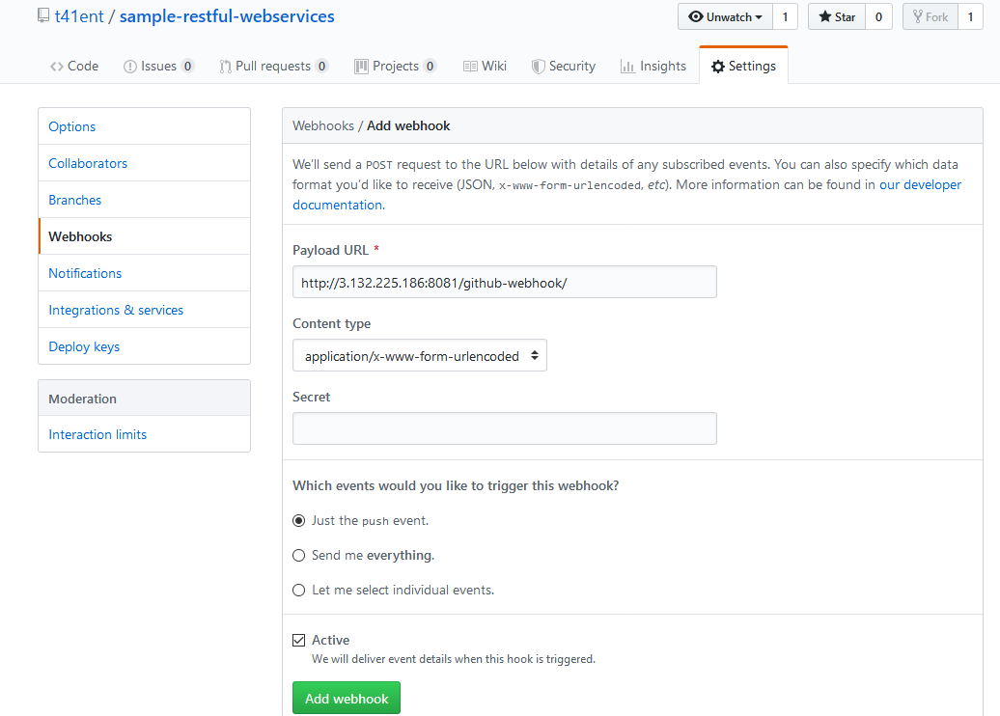 t41ent / sample-restful-webservices
Unwatch 1 Star 0 Fork 1
Code Issues 0 Pull requests 0 Projects 0 Wiki Security Insights Settings
Options
Collaborators
Branches
Webhooks
Notifications
Integrations & services
Deploy keys
Moderation
Interaction limits
Webhooks / Add webhook
We'll send a POST request to the URL below with details of any subscribed events. You can also specify which data
format you'd like to receive (JSON, x-www-form-urlencoded, etc). More information can be found in our developer
documentation.
Payload URL *
http://3.132.225.186:8081/github-webhook/
Content type
application/x-www-form-urlencoded
Secret
Which events would you like to trigger this webhook?
Just the push event.
Send me everything.
Let me select individual events.
Active
We will deliver event details when this hook is triggered.
Add webhook